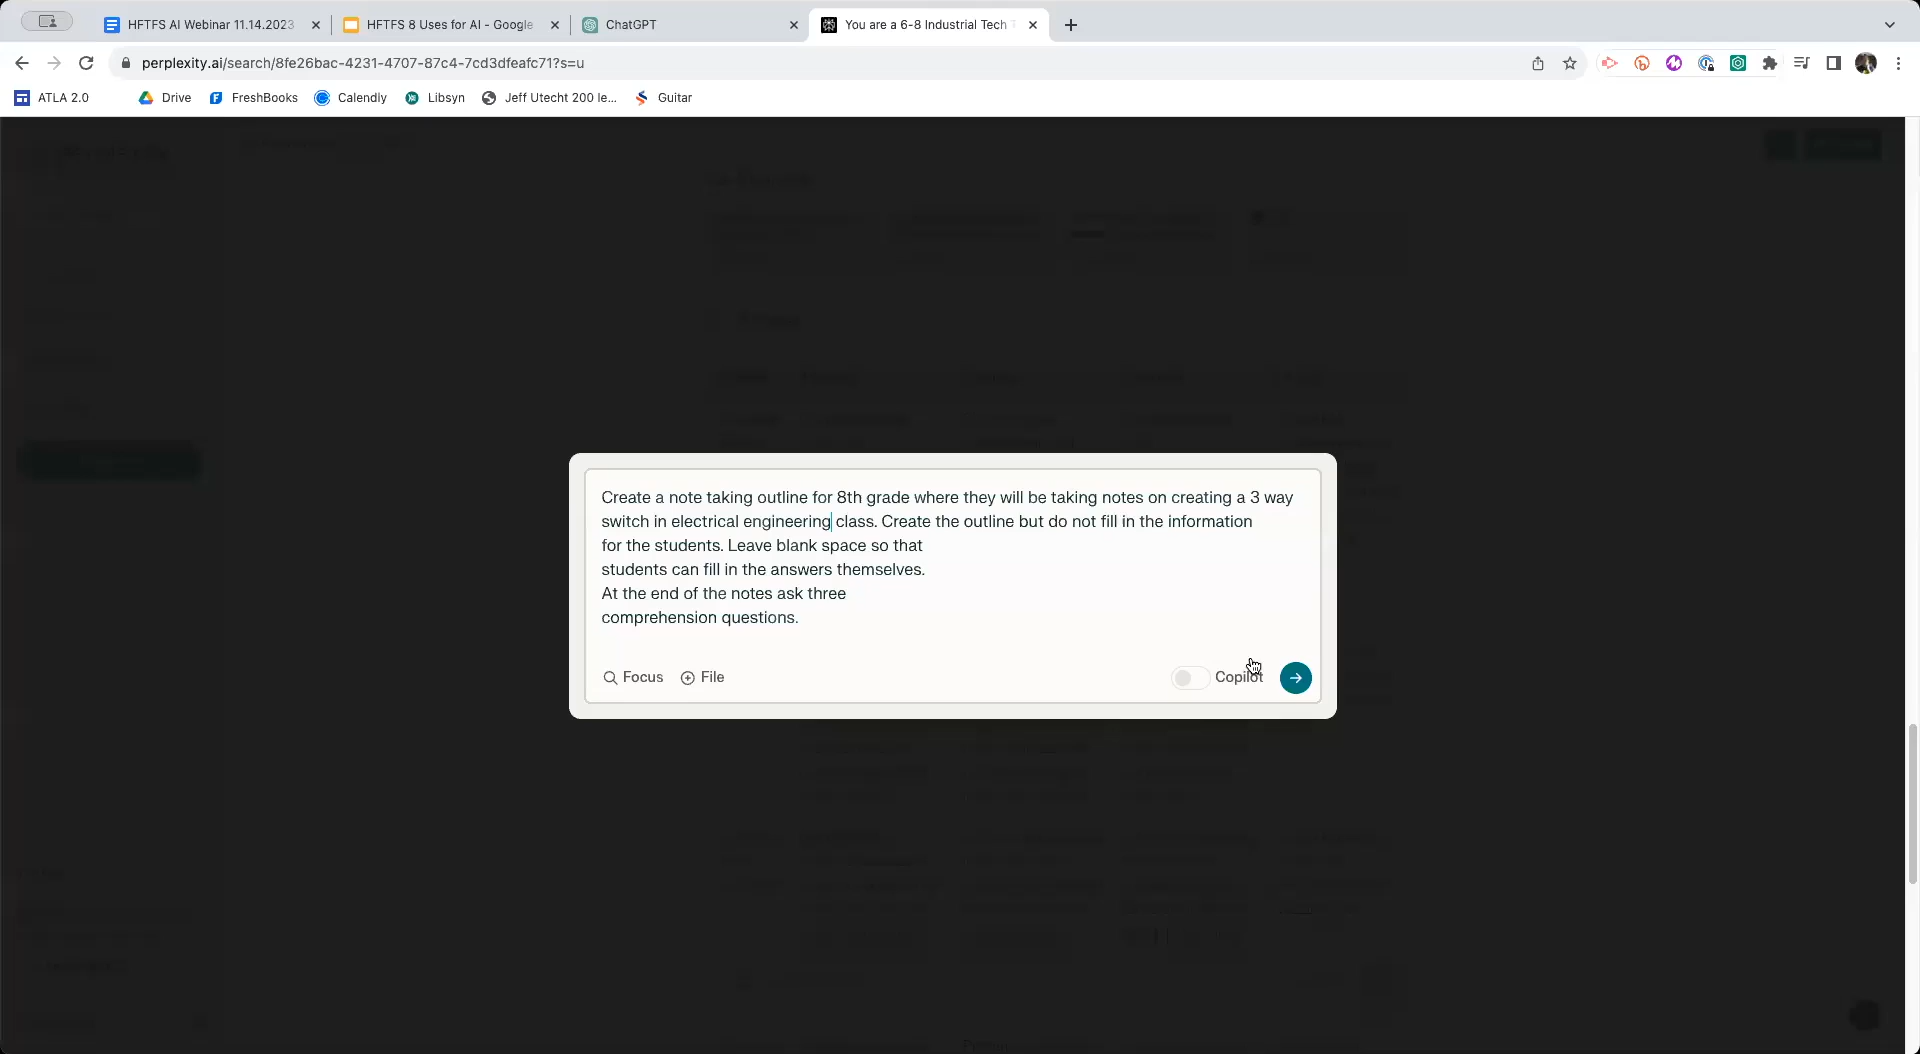 HFTFS AI Webinar 11.14.2023
HFTFS 8 Uses for AI - Google
ChatGPT
You are a 6-8 Industrial Tech T
perplexity.ai/search/8fe26bac-4231-4707-87c4-7cd3dfeafc71?s=u
ATLA 2.0
Drive
FreshBooks
Calendly
Libsyn
Jeff Utecht 200 le...
Guitar
Create a note taking outline for 8th grade where they will be taking notes on creating a 3 way
switch in electrical engineering class. Create the outline but do not fill in the information
for the students. Leave blank space so that
students can fill in the answers themselves.
At the end of the notes ask three
comprehension questions.
Focus
File
Copilot